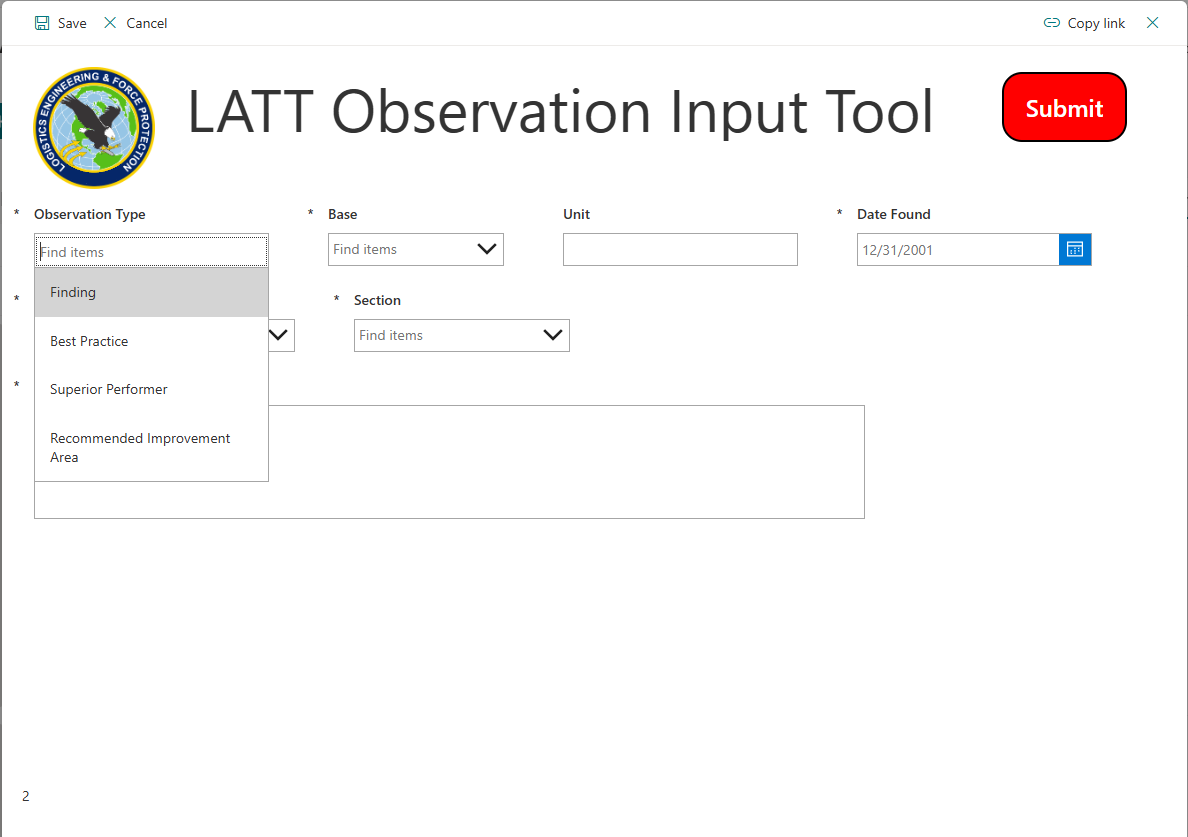 Save Cancel Copy link
LOGISTICS ENGINEERING & FORCE PROTECTION
LATT Observation Input Tool
Submit
* Observation Type * Base Unit * Date Found
Find items Find items 12/31/2001
Finding
* * Section
Best Practice Find items
* Superior Performer
Recommended Improvement
Area
2